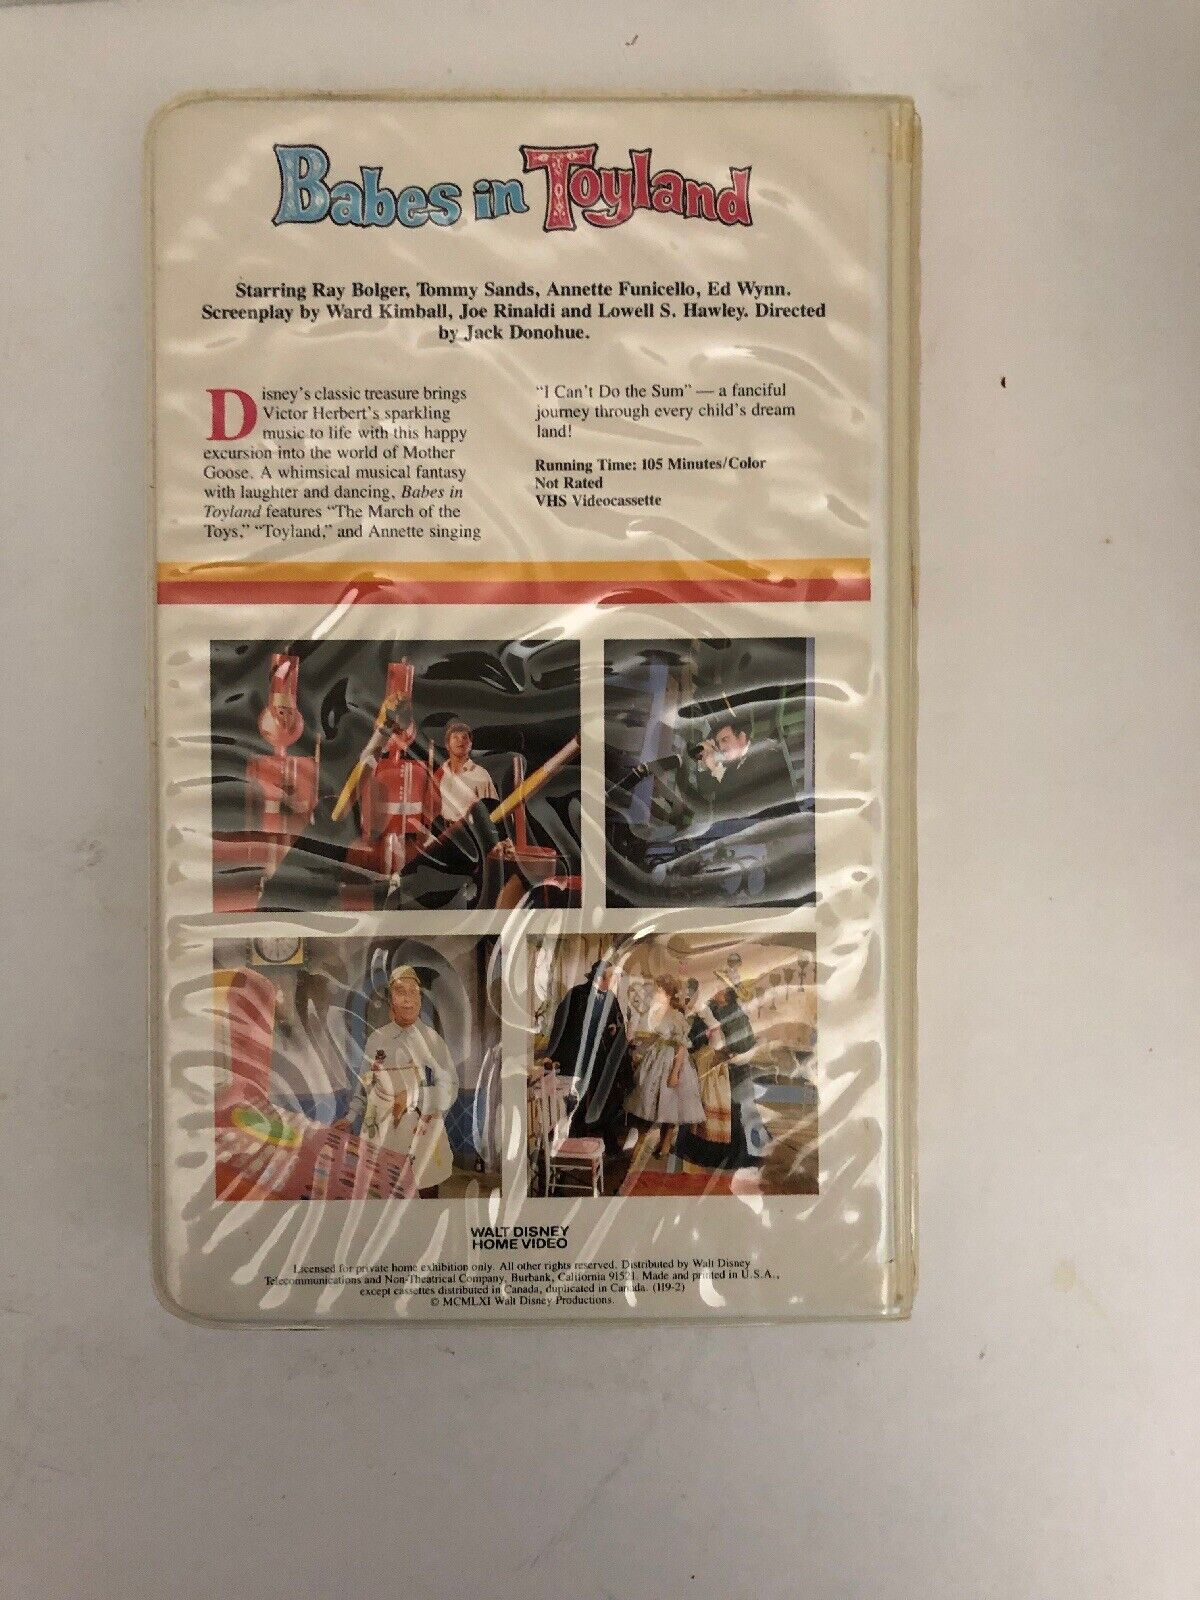 Babes in Toyland
Starring Ray Bolger, Tommy Sands, Annette Funicello, Ed Wynn.
Screenplay by Ward Kimball, Joe Rinaldi and Lowell S. Hawley. Directed
by Jack Donohue.
Disney's classic treasure brings
Victor Herbert's sparkling
music to life with this happy
excursion into the world of Mother
Goose. A whimsical musical fantasy
with laughter and dancing, Babes in
Toyland features "The March of the
Toys," "Toyland," and Annette singing
"I Can't Do the Sum" — a fanciful
journey through every child's dream
land!
Running Time: 105 Minutes/Color
Not Rated
VHS Videocassette
WALT DISNEY
HOME VIDEO
Licensed for private home exhibition only. All other rights reserved. Distributed by Walt Disney
Telecommunications and Non-Theatrical Company, Burbank, California 91521. Made and printed in U.S.A.,
except cassettes distributed in Canada, duplicated in Canada. (119-2)
© MCMLXI Walt Disney Productions.